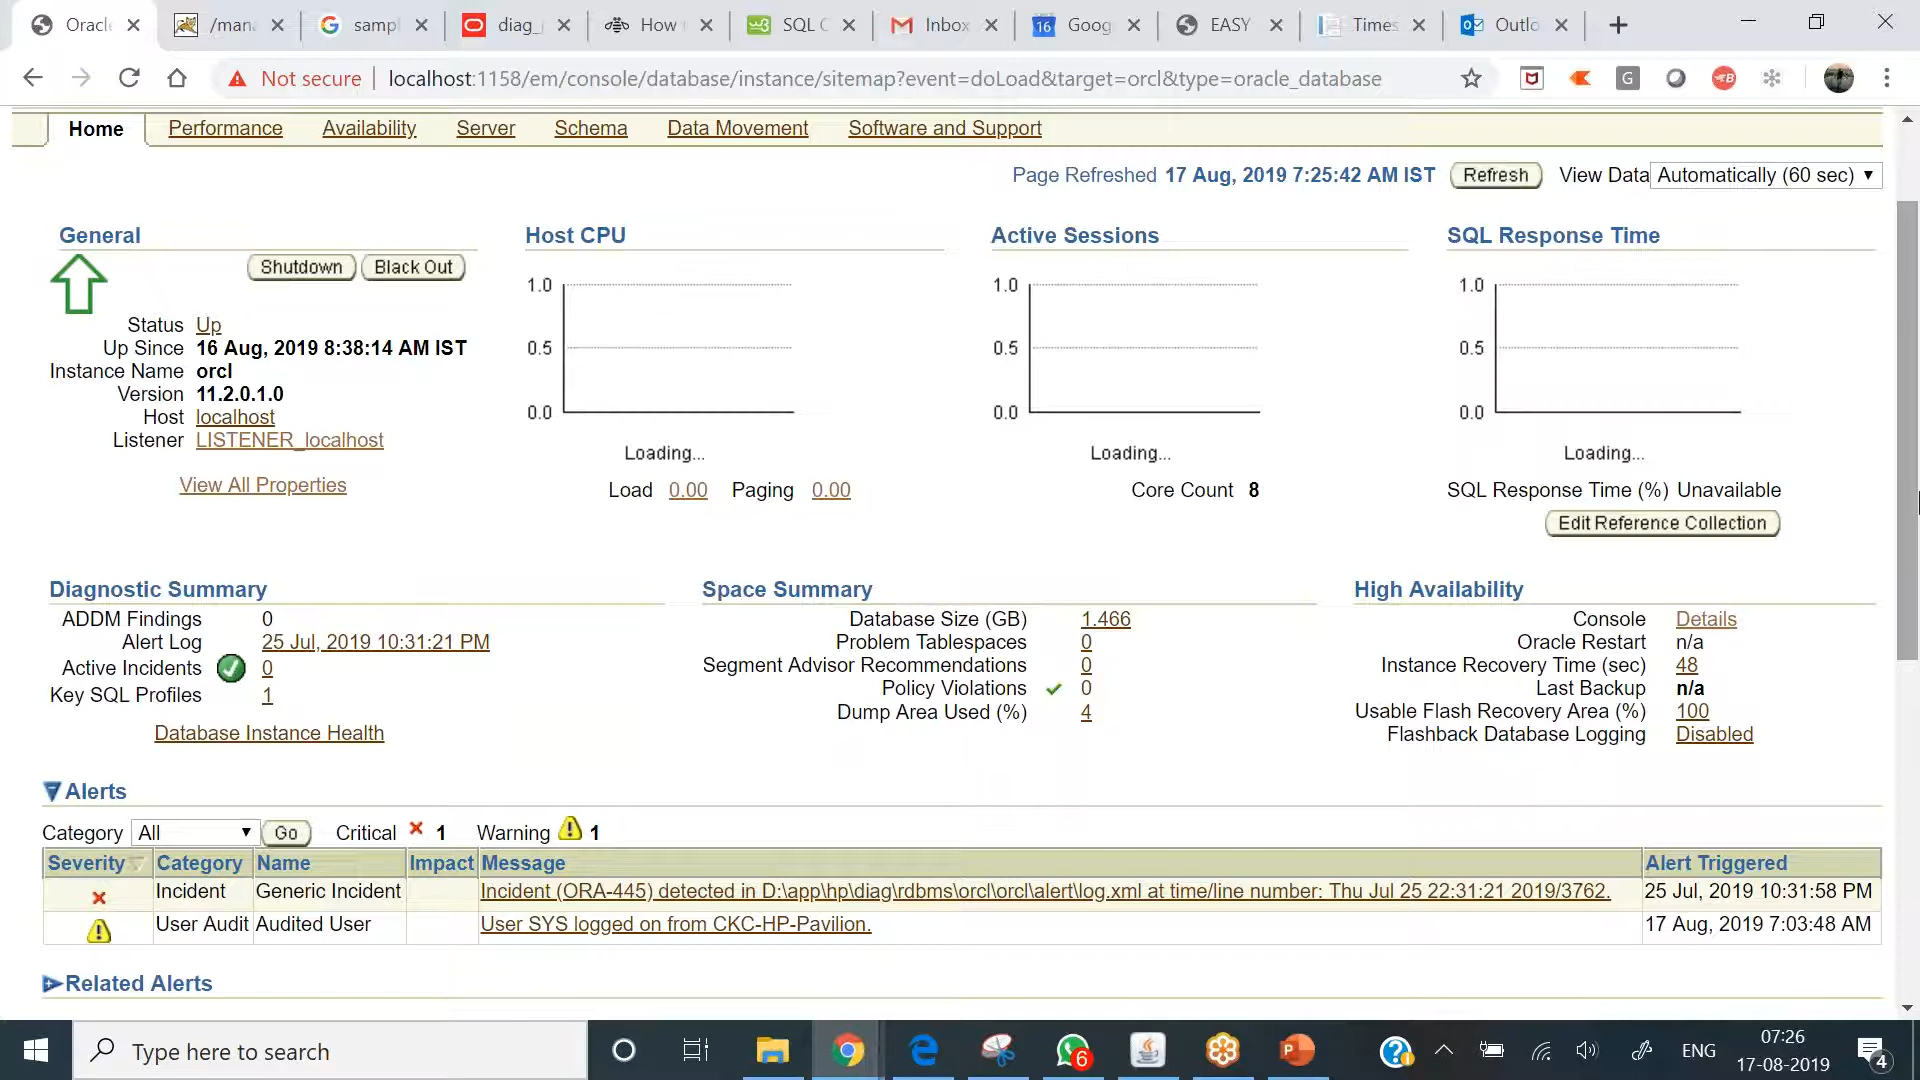 Oracle
/mana
sampl
diag_
How
SQL C
Inbox
16
Goog
EASY
Times
Outlo
Not secure
localhost:1158/em/console/database/instance/sitemap?event=doLoad&target=orcl&type=oracle_database
Home Performance Availability Server Schema Data Movement Software and Support
Page Refreshed 17 Aug, 2019 7:25:42 AM IST Refresh View Data Automatically (60 sec)
General
Shutdown Black Out
Status Up
Up Since 16 Aug, 2019 8:38:14 AM IST
Instance Name orcl
Version 11.2.0.1.0
Host localhost
Listener LISTENER_localhost
View All Properties
Host CPU
1.0
0.5
0.0
Loading...
Load 0.00 Paging 0.00
Active Sessions
1.0
0.5
0.0
Loading...
Core Count 8
SQL Response Time
1.0
0.5
0.0
Loading...
SQL Response Time (%) Unavailable
Edit Reference Collection
Diagnostic Summary
ADDM Findings 0
Alert Log 25 Jul, 2019 10:31:21 PM
Active Incidents 0
Key SQL Profiles 1
Database Instance Health
Space Summary
Database Size (GB) 1.466
Problem Tablespaces 0
Segment Advisor Recommendations 0
Policy Violations 0
Dump Area Used (%) 4
High Availability
Console Details
Oracle Restart n/a
Instance Recovery Time (sec) 48
Last Backup n/a
Usable Flash Recovery Area (%) 100
Flashback Database Logging Disabled
Alerts
Category All Go Critical 1 Warning 1
Severity Category Name Impact Message Alert Triggered
Incident Generic Incident Incident (ORA-445) detected in D:\app\hp\diag\rdbms\orcl\orcl\alert\log.xml at time/line number: Thu Jul 25 22:31:21 2019/3762. 25 Jul, 2019 10:31:58 PM
User Audit Audited User User SYS logged on from CKC-HP-Pavilion. 17 Aug, 2019 7:03:48 AM
Related Alerts
Type here to search
6
ENG
07:26
17-08-2019
4